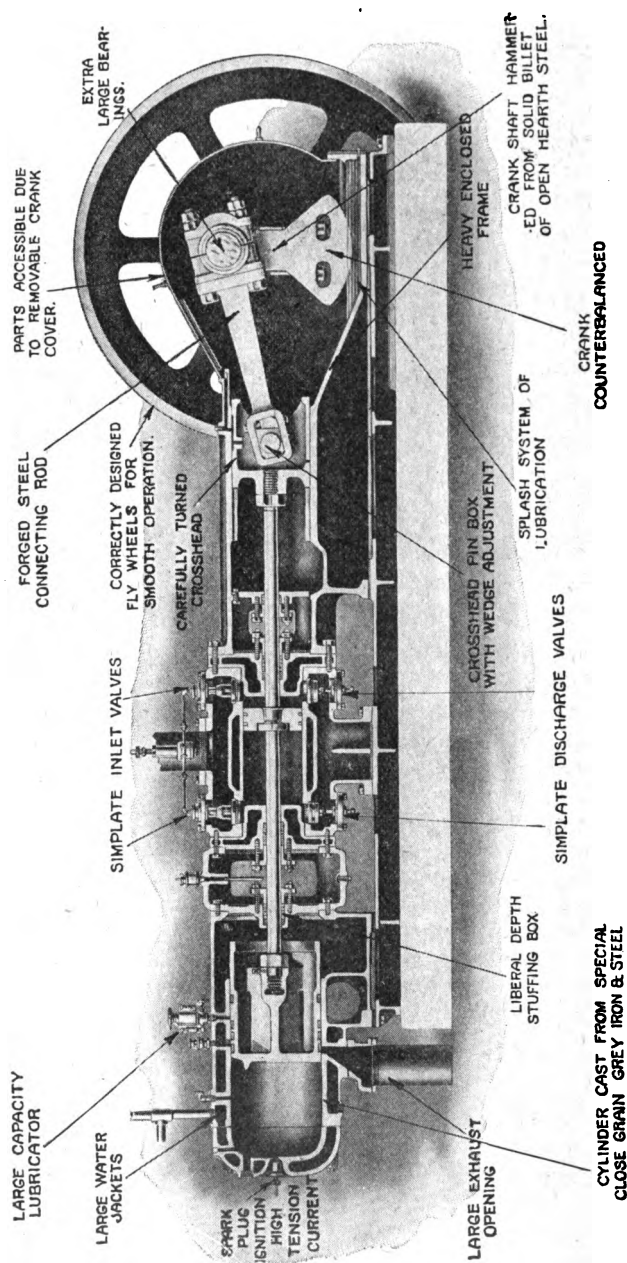 LARGE CAPACITY
LUBRICATOR
LARGE WATER
JACKETS
SPARK
PLUG
IGNITION
HIGH
TENSION
CURRENT
LARGE EXHAUST
OPENING
CYLINDER CAST FROM SPECIAL
CLOSE GRAIN GREY IRON & STEEL
LIBERAL DEPTH
STUFFING BOX
SIMPLATE INLET VALVES
SIMPLATE DISCHARGE VALVES
FORGED STEEL
CONNECTING ROD
CORRECTLY DESIGNED
FLY WHEELS FOR
SMOOTH OPERATION.
CAREFULLY TURNED
CROSSHEAD
CROSSHEAD PIN BOX
WITH WEDGE ADJUSTMENT
SPLASH SYSTEM OF
LUBRICATION
PARTS ACCESSIBLE DUE
TO REMOVABLE CRANK
COVER.
EXTRA
LARGE BEAR-
INGS.
HEAVY ENCLOSED
FRAME
CRANK
COUNTERBALANCED
CRANK SHAFT HAMMER-
ED FROM SOLID BILLET
OF OPEN HEARTH STEEL.